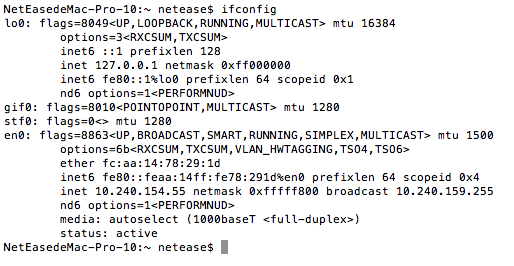 NetEasedeMac-Pro-10:~ netease$ ifconfig
lo0: flags=8049<UP,LOOPBACK,RUNNING,MULTICAST> mtu 16384
options=3<RXCSUM,TXCSUM>
inet6 ::1 prefixlen 128
inet 127.0.0.1 netmask 0xff000000
inet6 fe80::1%lo0 prefixlen 64 scopeid 0x1
nd6 options=1<PERFORMNUD>
gif0: flags=8010<POINTOPOINT,MULTICAST> mtu 1280
stf0: flags=0<> mtu 1280
en0: flags=8863<UP,BROADCAST,SMART,RUNNING,SIMPLEX,MULTICAST> mtu 1500
options=6b<RXCSUM,TXCSUM,VLAN_HWTAGGING,TSO4,TSO6>
ether fc:aa:14:78:29:1d
inet6 fe80::feaa:14ff:fe78:291d%en0 prefixlen 64 scopeid 0x4
inet 10.240.154.55 netmask 0xfffff800 broadcast 10.240.159.255
nd6 options=1<PERFORMNUD>
media: autoselect (1000baseT <full-duplex>)
status: active
NetEasedeMac-Pro-10:~ netease$